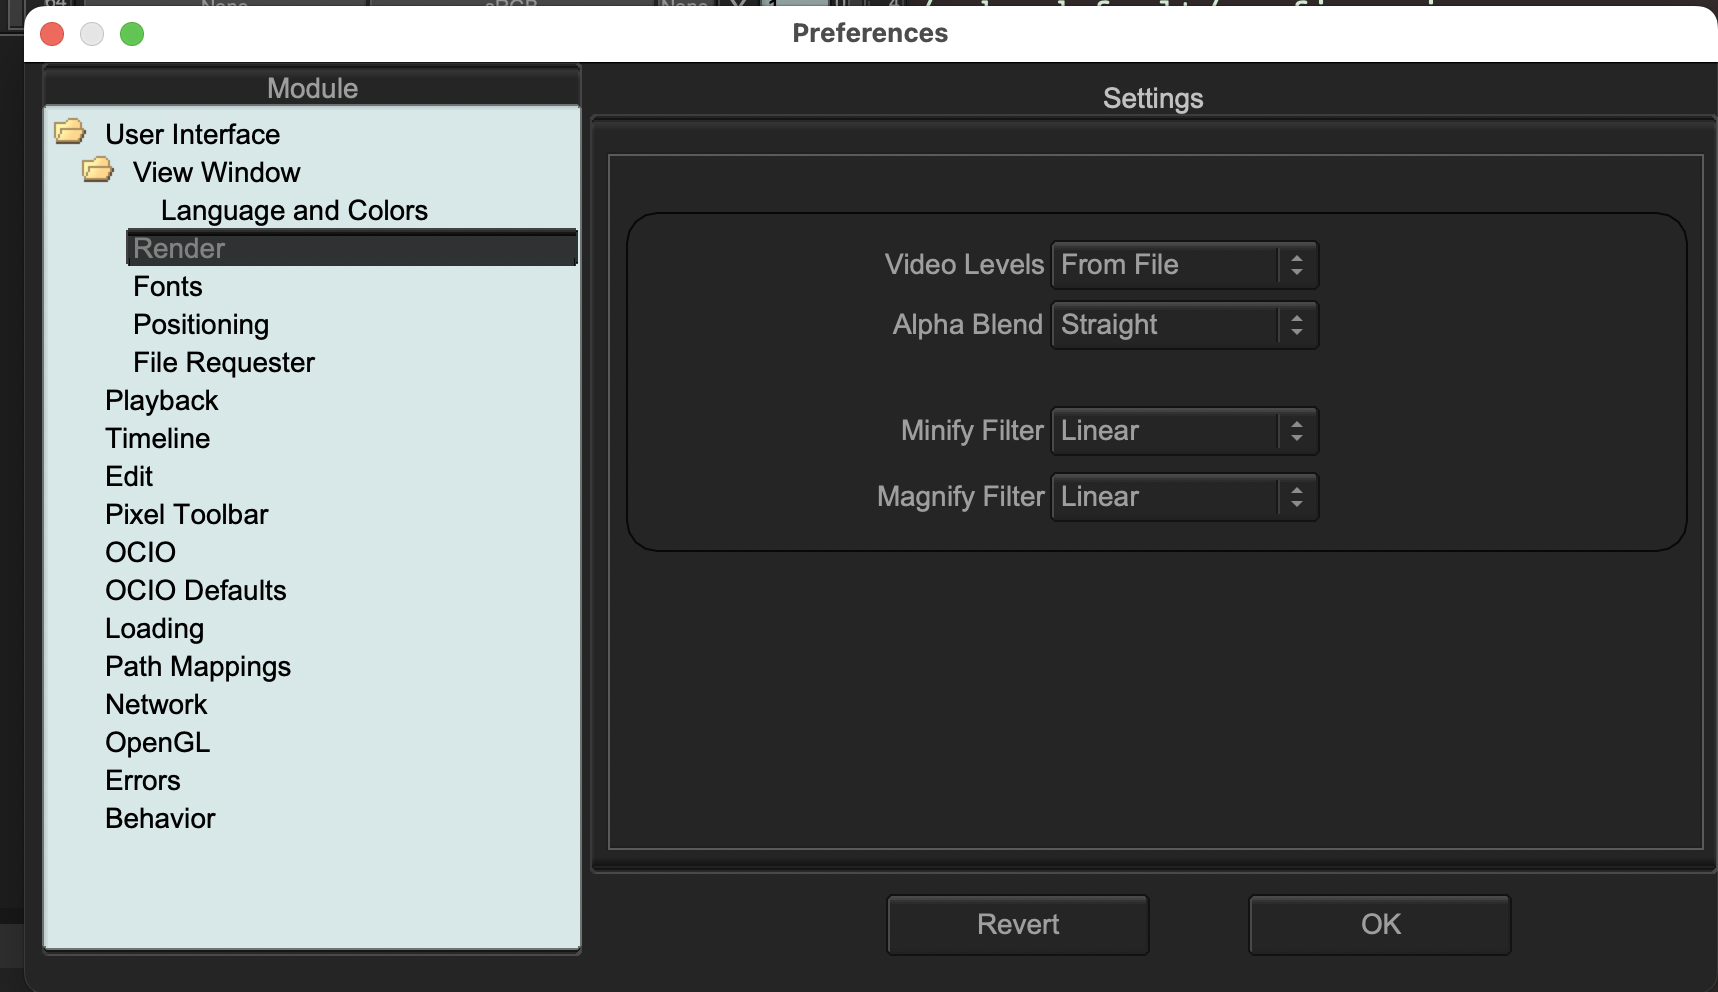 Preferences
Module
User Interface
View Window
Language and Colors
Render
Fonts
Positioning
File Requester
Playback
Timeline
Edit
Pixel Toolbar
OCIO
OCIO Defaults
Loading
Path Mappings
Network
OpenGL
Errors
Behavior
Settings
Video Levels From File
Alpha Blend Straight
Minify Filter Linear
Magnify Filter Linear
Revert OK